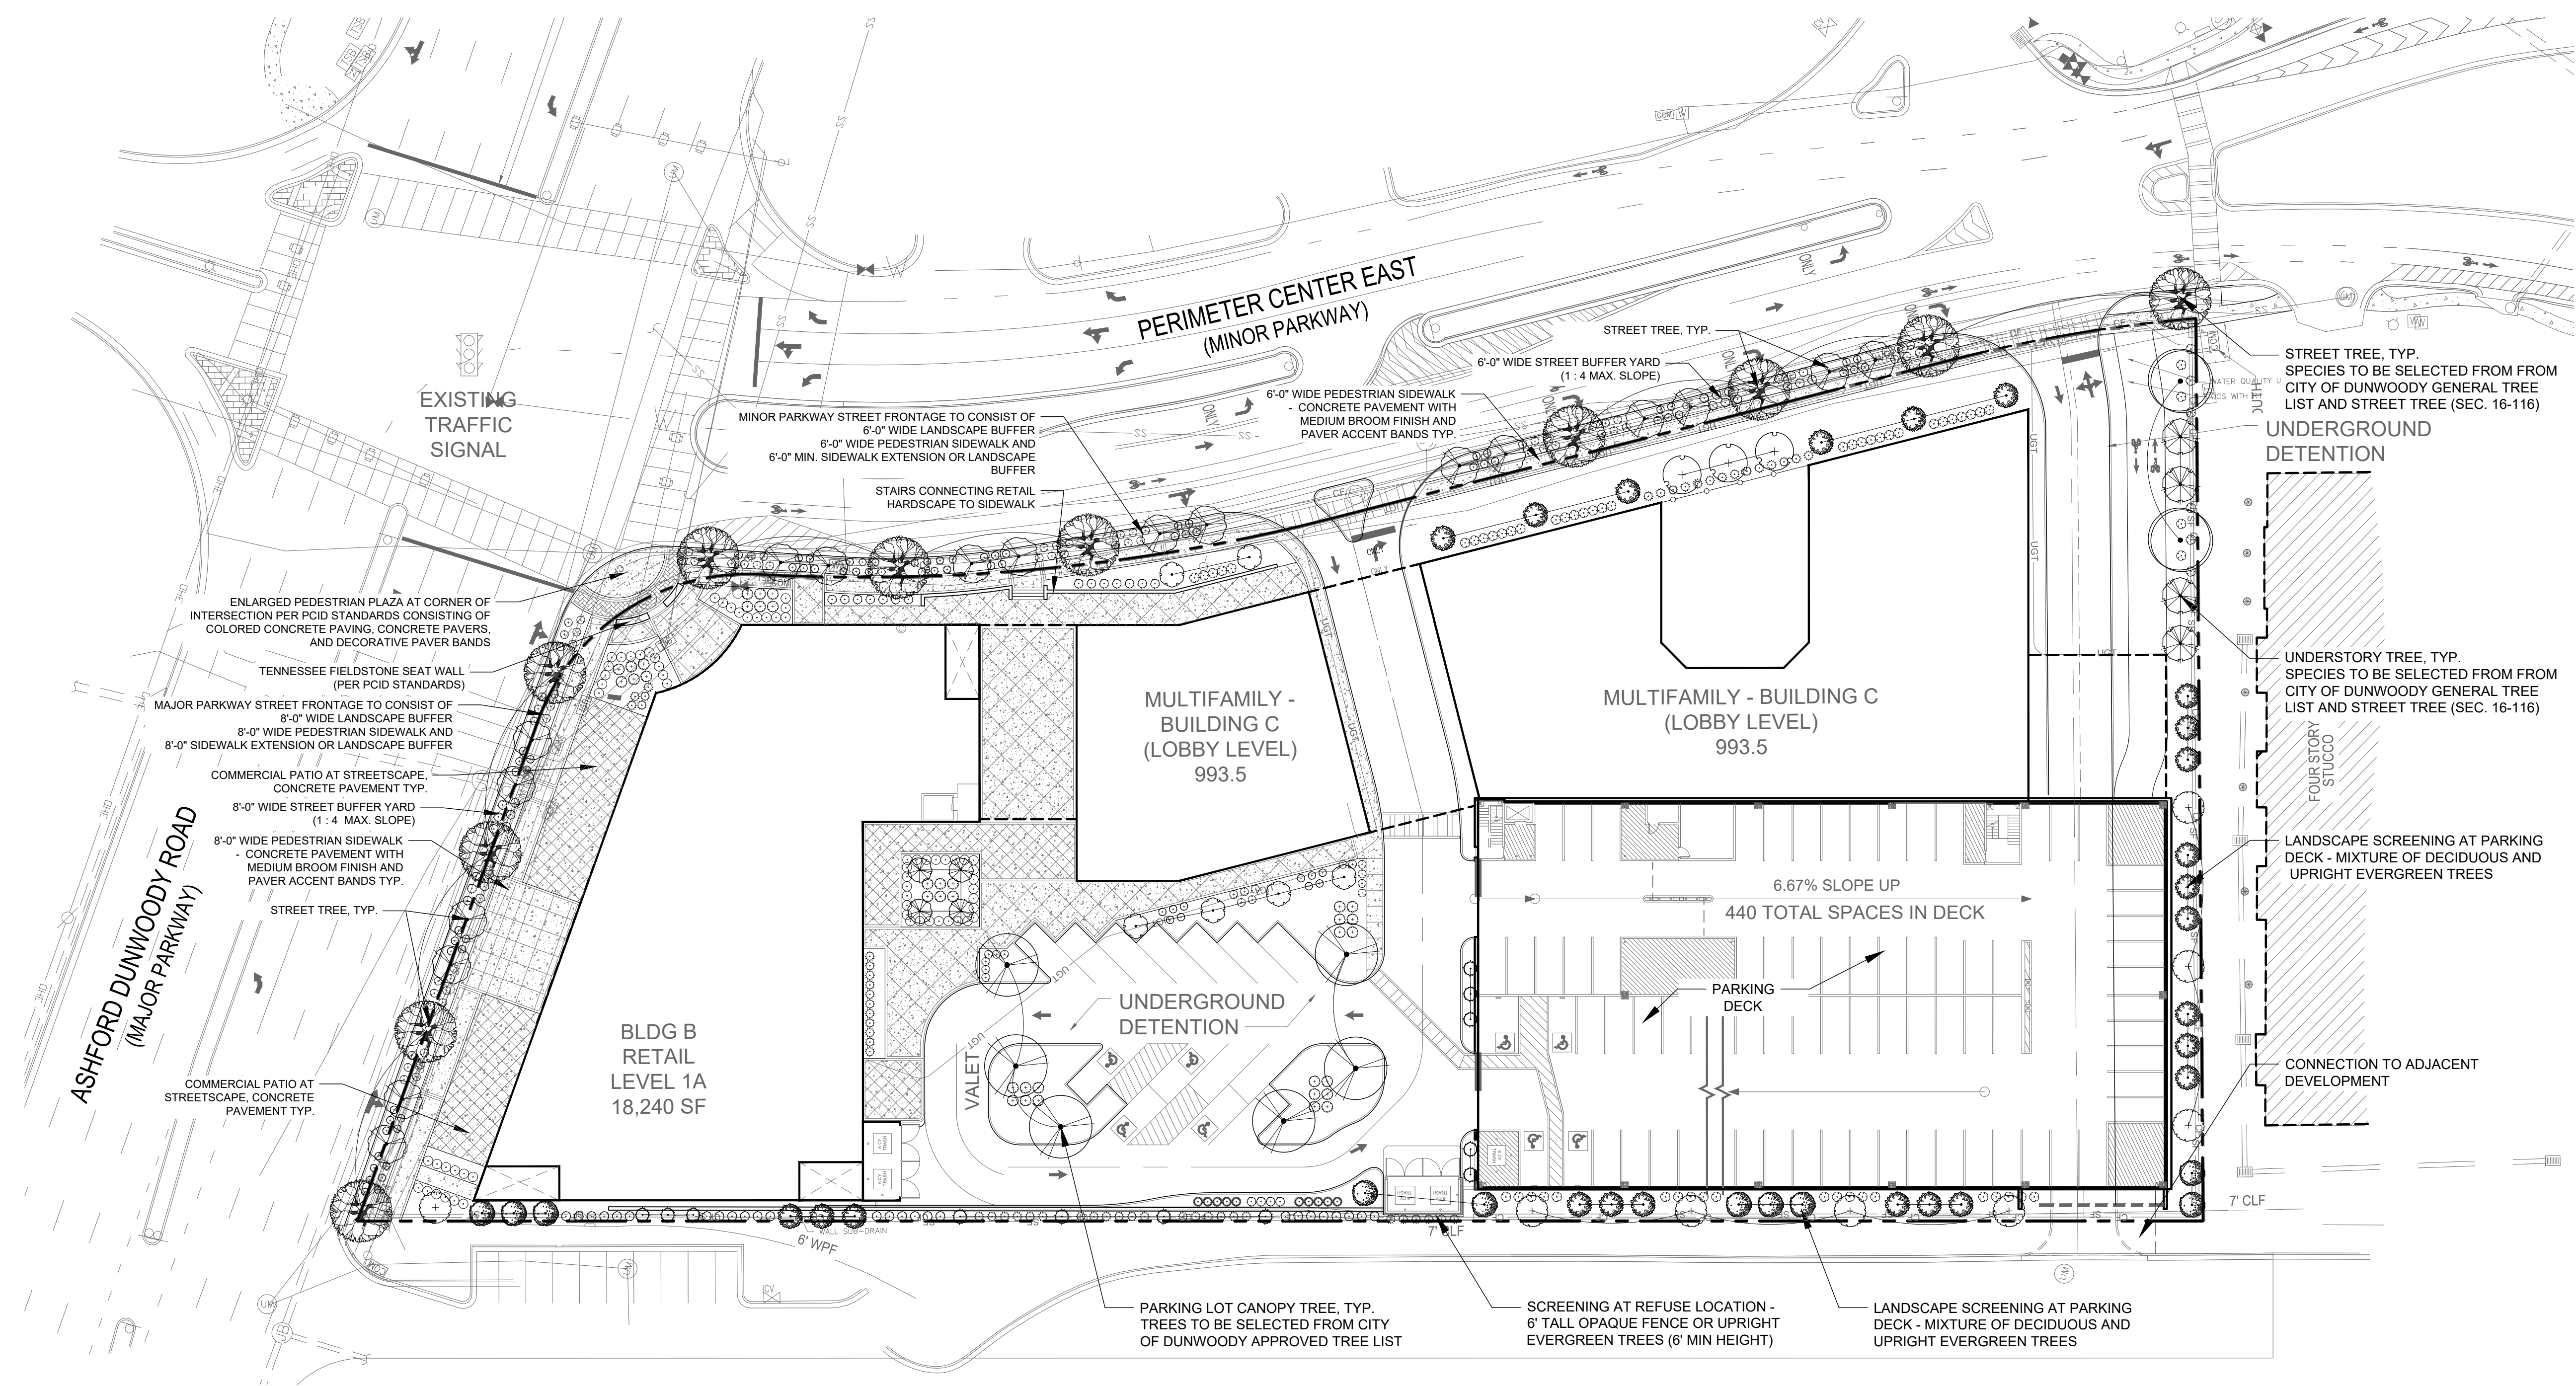 PERIMETER CENTER EAST
(MINOR PARKWAY)
EXISTING
TRAFFIC
SIGNAL
ASHFORD DUNWOODY ROAD
(MAJOR PARKWAY)
MINOR PARKWAY STREET FRONTAGE TO CONSIST OF
6'-0" WIDE LANDSCAPE BUFFER
6'-0" WIDE PEDESTRIAN SIDEWALK AND
6'-0" MIN. SIDEWALK EXTENSION OR LANDSCAPE
BUFFER
STAIRS CONNECTING RETAIL
HARDSCAPE TO SIDEWALK
6'-0" WIDE PEDESTRIAN SIDEWALK
- CONCRETE PAVEMENT WITH
MEDIUM BROOM FINISH AND
PAVER ACCENT BANDS TYP.
STREET TREE, TYP.
6'-0" WIDE STREET BUFFER YARD
(1 : 4 MAX. SLOPE)
STREET TREE, TYP.
SPECIES TO BE SELECTED FROM FROM
CITY OF DUNWOODY GENERAL TREE
LIST AND STREET TREE (SEC. 16-116)
UNDERGROUND
DETENTION
UNDERSTORY TREE, TYP.
SPECIES TO BE SELECTED FROM FROM
CITY OF DUNWOODY GENERAL TREE
LIST AND STREET TREE (SEC. 16-116)
FOUR STORY
STUCCO
LANDSCAPE SCREENING AT PARKING
DECK - MIXTURE OF DECIDUOUS AND
UPRIGHT EVERGREEN TREES
CONNECTION TO ADJACENT
DEVELOPMENT
ENLARGED PEDESTRIAN PLAZA AT CORNER OF
INTERSECTION PER PCID STANDARDS CONSISTING OF
COLORED CONCRETE PAVING, CONCRETE PAVERS,
AND DECORATIVE PAVER BANDS
TENNESSEE FIELDSTONE SEAT WALL
(PER PCID STANDARDS)
MAJOR PARKWAY STREET FRONTAGE TO CONSIST OF
8'-0" WIDE LANDSCAPE BUFFER
8'-0" WIDE PEDESTRIAN SIDEWALK AND
8'-0" SIDEWALK EXTENSION OR LANDSCAPE BUFFER
COMMERCIAL PATIO AT STREETSCAPE,
CONCRETE PAVEMENT TYP.
8'-0" WIDE STREET BUFFER YARD
(1 : 4 MAX. SLOPE)
8'-0" WIDE PEDESTRIAN SIDEWALK
- CONCRETE PAVEMENT WITH
MEDIUM BROOM FINISH AND
PAVER ACCENT BANDS TYP.
STREET TREE, TYP.
COMMERCIAL PATIO AT
STREETSCAPE, CONCRETE
PAVEMENT TYP.
MULTIFAMILY -
BUILDING C
(LOBBY LEVEL)
993.5
MULTIFAMILY - BUILDING C
(LOBBY LEVEL)
993.5
6.67% SLOPE UP
440 TOTAL SPACES IN DECK
PARKING
DECK
UNDERGROUND
DETENTION
VALET
BLDG B
RETAIL
LEVEL 1A
18,240 SF
WALL SUB-DRAIN
6' WPF
7' CLF
7' CLF
PARKING LOT CANOPY TREE, TYP.
TREES TO BE SELECTED FROM CITY
OF DUNWOODY APPROVED TREE LIST
SCREENING AT REFUSE LOCATION -
6' TALL OPAQUE FENCE OR UPRIGHT
EVERGREEN TREES (6' MIN HEIGHT)
LANDSCAPE SCREENING AT PARKING
DECK - MIXTURE OF DECIDUOUS AND
UPRIGHT EVERGREEN TREES